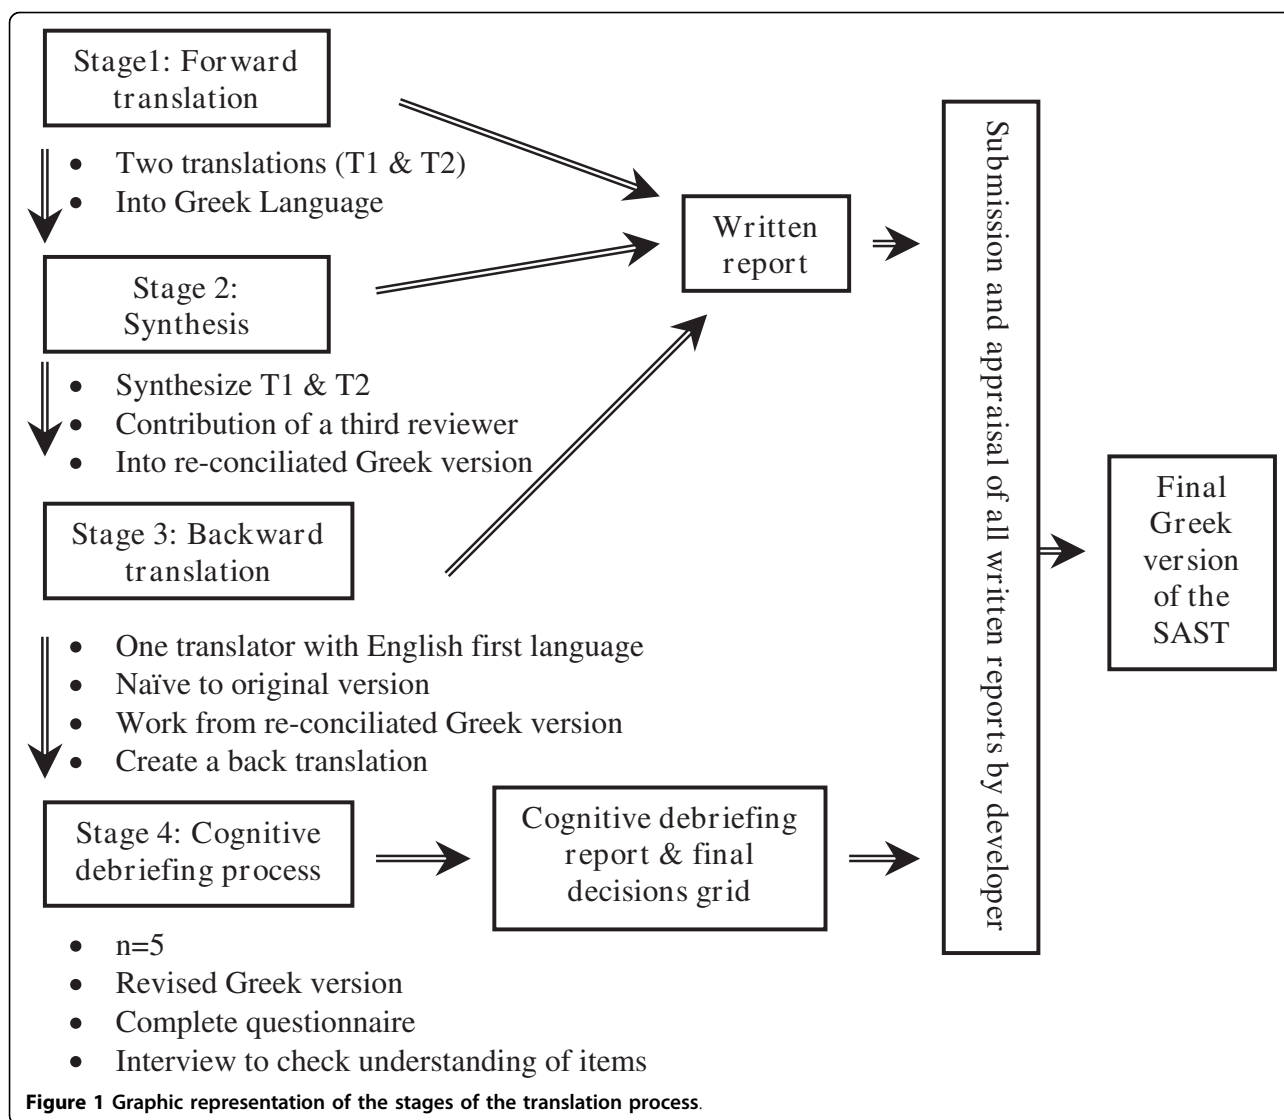 Stage1: Forward
translation
• Two translations (T1 & T2)
• Into Greek Language
Stage 2:
Synthesis
• Synthesize T1 & T2
• Contribution of a third reviewer
• Into re-conciliated Greek version
Stage 3: Backward
translation
• One translator with English first language
• Naïve to original version
• Work from re-conciliated Greek version
• Create a back translation
Stage 4: Cognitive
debriefing process
• n=5
• Revised Greek version
• Complete questionnaire
• Interview to check understanding of items
Written
report
Cognitive debriefing
report & final
decisions grid
Submission and appraisal of all written reports by developer
Final
Greek
version
of the
SAST
Figure 1 Graphic representation of the stages of the translation process.